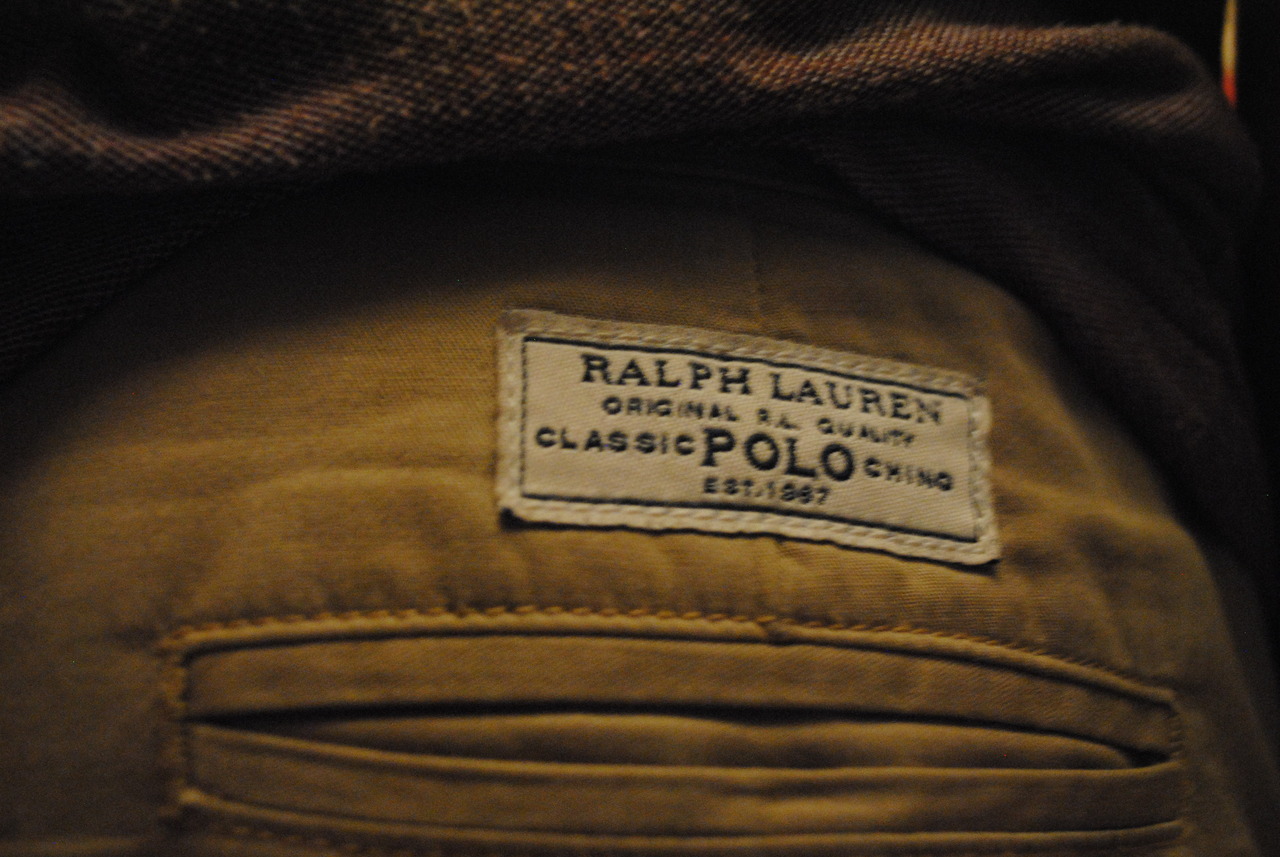 RALPH LAUREN
ORIGINAL R.L. QUALITY
CLASSIC POLO CHINO
EST. 1967